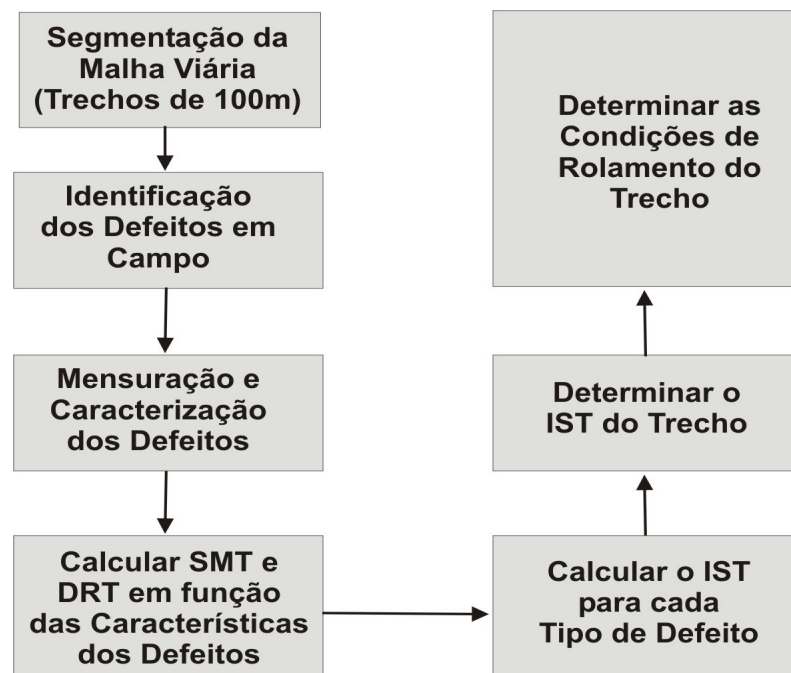 Segmentação da
Malha Viária
(Trechos de 100m)
Identificação
dos Defeitos em
Campo
Mensuração e
Caracterização
dos Defeitos
Calcular SMT e
DRT em função
das Características
dos Defeitos
Calcular o IST
para cada
Tipo de Defeito
Determinar o
IST do Trecho
Determinar as
Condições de
Rolamento do
Trecho